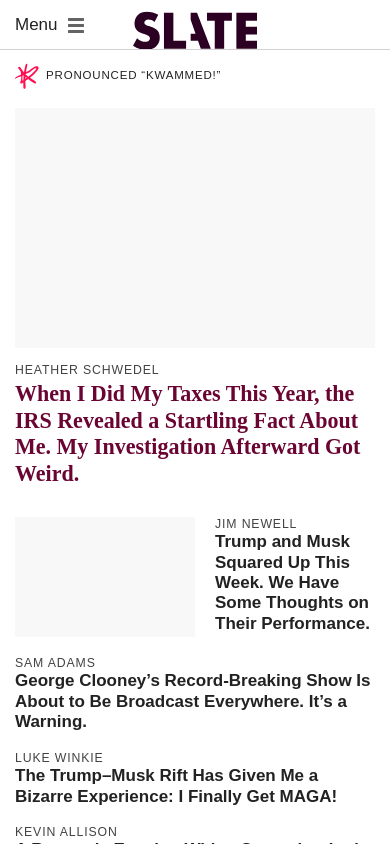 Menu
SLATE
PRONOUNCED “KWAMMED!”
HEATHER SCHWEDEL
When I Did My Taxes This Year, the
IRS Revealed a Startling Fact About
Me. My Investigation Afterward Got
Weird.
JIM NEWELL
Trump and Musk
Squared Up This
Week. We Have
Some Thoughts on
Their Performance.
SAM ADAMS
George Clooney’s Record-Breaking Show Is
About to Be Broadcast Everywhere. It’s a
Warning.
LUKE WINKIE
The Trump–Musk Rift Has Given Me a
Bizarre Experience: I Finally Get MAGA!
KEVIN ALLISON